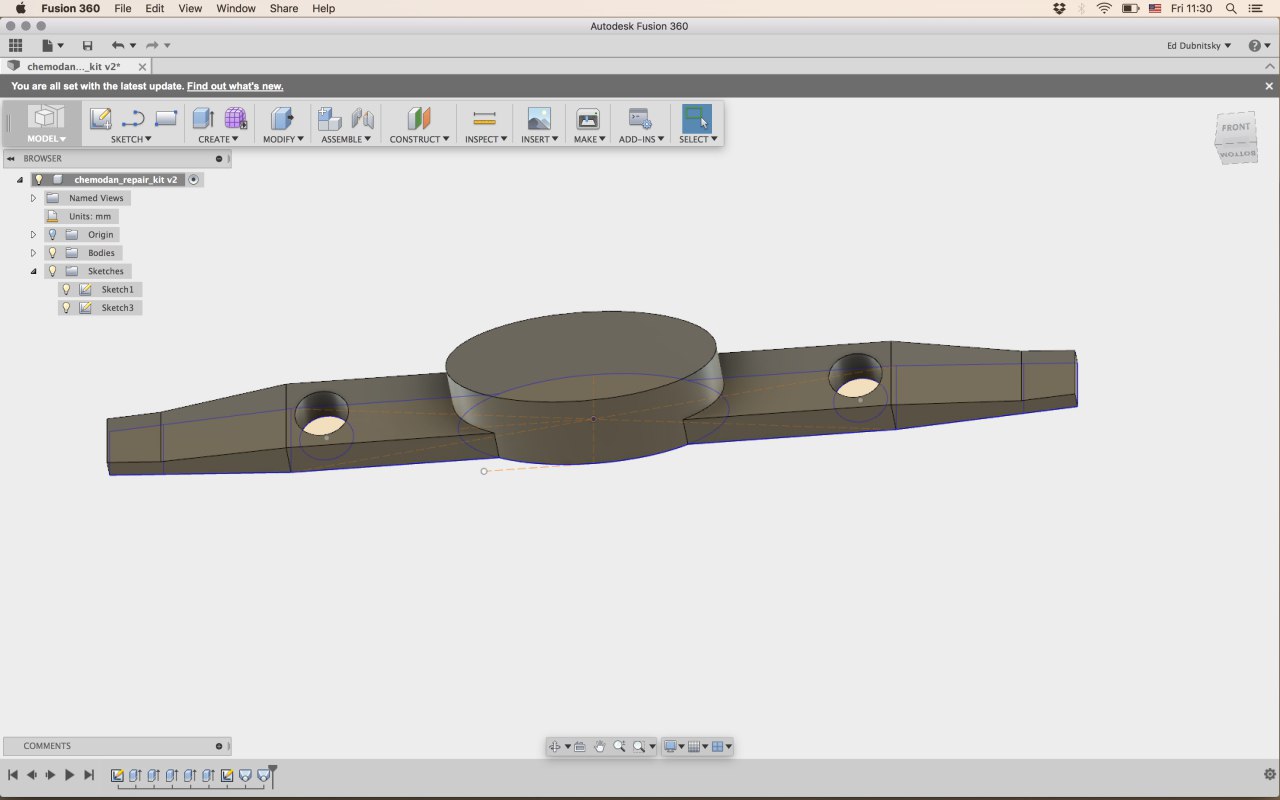 Fusion 360 File Edit View Window Share Help Fri 11:30
Autodesk Fusion 360
Ed Dubnitsky
chemodan..._kit v2*
You are all set with the latest update. Find out what's new.
MODEL SKETCH CREATE MODIFY ASSEMBLE CONSTRUCT INSPECT INSERT MAKE ADD-INS SELECT
FRONT
BOTTOM
BROWSER
chemodan_repair_kit v2
Named Views
Units: mm
Origin
Bodies
Sketches
Sketch1
Sketch3
COMMENTS